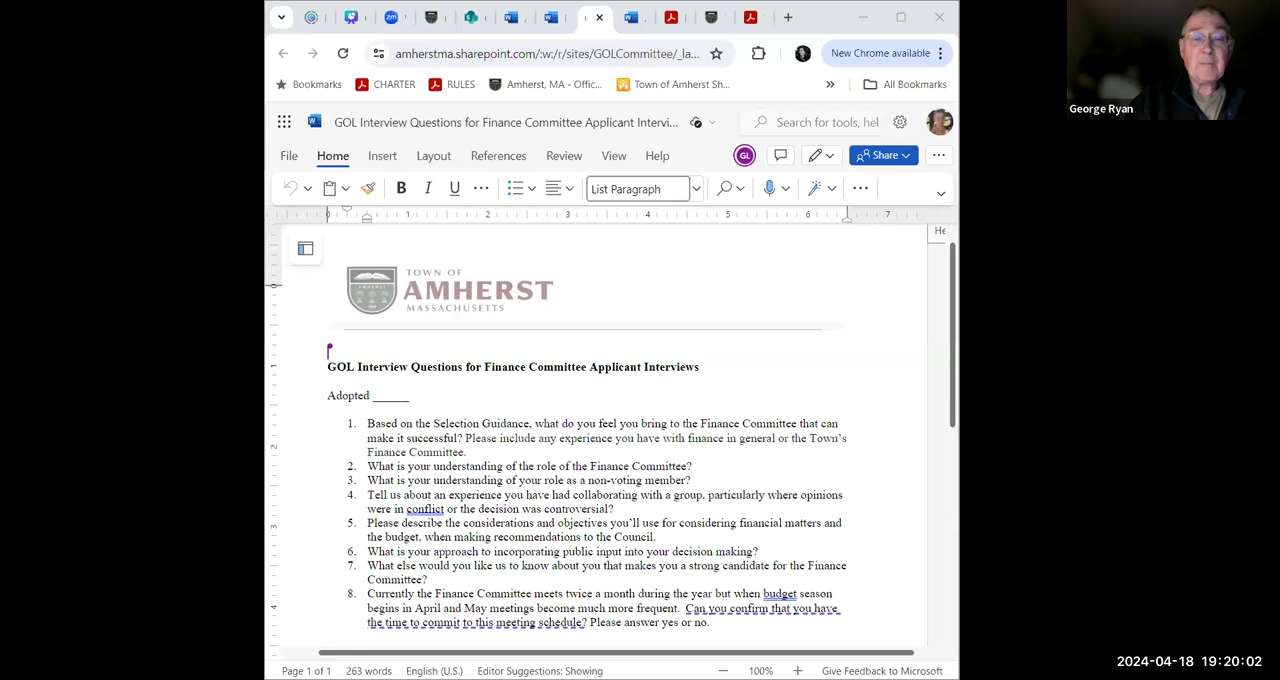 amherstma.sharepoint.com/:w:/r/sites/GOLCommittee/_la...
New Chrome available
Bookmarks
CHARTER
RULES
Amherst, MA - Offic...
Town of Amherst Sh...
»
All Bookmarks
George Ryan
GOL Interview Questions for Finance Committee Applicant Intervi...
Search for tools, hel
File
Home
Insert
Layout
References
Review
View
Help
GL
Share
List Paragraph
0 1 2 3 4 5 6 7
He
TOWN OF
AMHERST
MASSACHUSETTS
GOL Interview Questions for Finance Committee Applicant Interviews
Adopted ______
1. Based on the Selection Guidance, what do you feel you bring to the Finance Committee that can
make it successful? Please include any experience you have with finance in general or the Town's
Finance Committee.
2. What is your understanding of the role of the Finance Committee?
3. What is your understanding of your role as a non-voting member?
4. Tell us about an experience you have had collaborating with a group, particularly where opinions
were in conflict or the decision was controversial?
5. Please describe the considerations and objectives you'll use for considering financial matters and
the budget, when making recommendations to the Council.
6. What is your approach to incorporating public input into your decision making?
7. What else would you like us to know about you that makes you a strong candidate for the Finance
Committee?
8. Currently the Finance Committee meets twice a month during the year but when budget season
begins in April and May meetings become much more frequent. Can you confirm that you have
the time to commit to this meeting schedule? Please answer yes or no.
Page 1 of 1
263 words
English (U.S.)
Editor Suggestions: Showing
100%
Give Feedback to Microsoft
2024-04-18 19:20:02